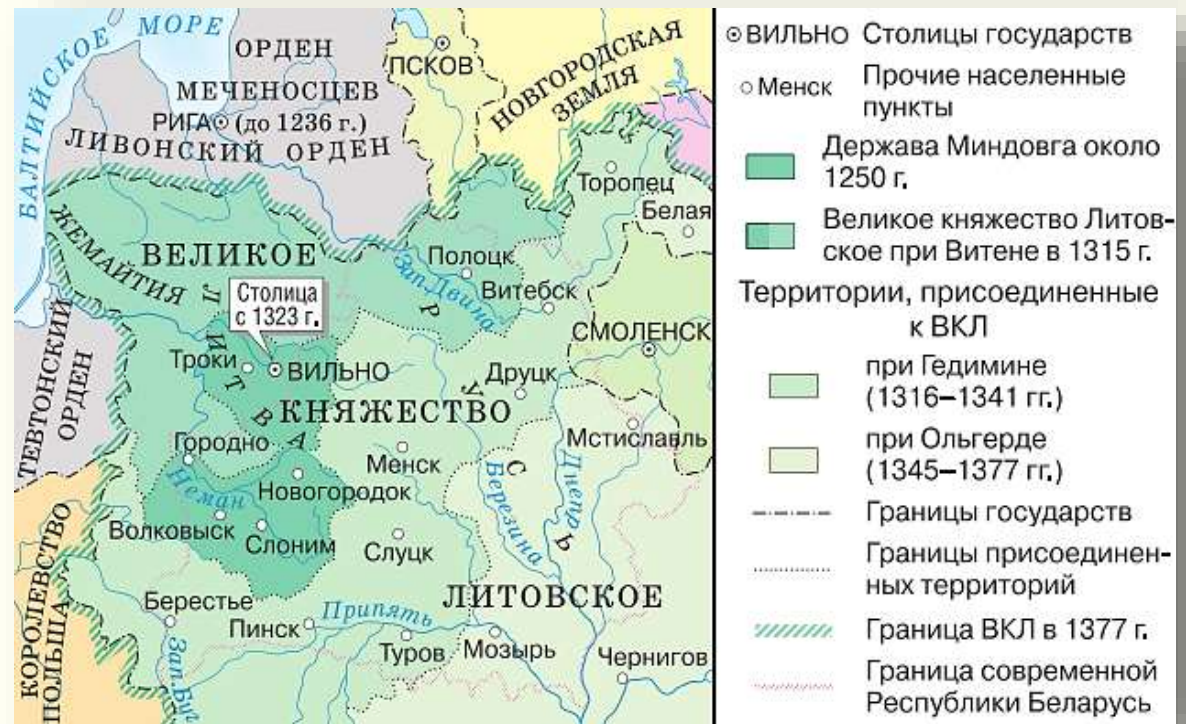 БАЛТИЙСКОЕ МОРЕ
ОРДЕН
МЕЧЕНОСЦЕВ
РИГА (до 1236 г.)
ЛИВОНСКИЙ ОРДЕН
ПСКОВ
НОВГОРОДСКАЯ
ЗЕМЛЯ
Торопец
Белая
ЖЕМАЙТИЯ
ВЕЛИКОЕ
Полоцк
Зап. Двина
Витебск
Столица
с 1323 г.
ЛИТВА
РУСЬ
СМОЛЕНСК
ТЕВТОНСКИЙ
ОРДЕН
Троки
ВИЛЬНО
Друцк
КНЯЖЕСТВО
Мстиславль
Городно
Менск
Неман
Новогородок
Березина
Днепръ
Волковыск
Слоним
Слуцк
КОРОЛЕВСТВО
ПОЛЬША
Берестье
ЛИТОВСКОЕ
Припять
Пинск
Туров
Мозырь
Чернигов
Зап. Буг
ВИЛЬНО Столицы государств
Менск Прочие населенные
пункты
Держава Миндовга около
1250 г.
Великое княжество Литов-
ское при Витене в 1315 г.
Территории, присоединенные
к ВКЛ
при Гедимине
(1316–1341 гг.)
при Ольгерде
(1345–1377 гг.)
Границы государств
Границы присоединен-
ных территорий
Граница ВКЛ в 1377 г.
Граница современной
Республики Беларусь